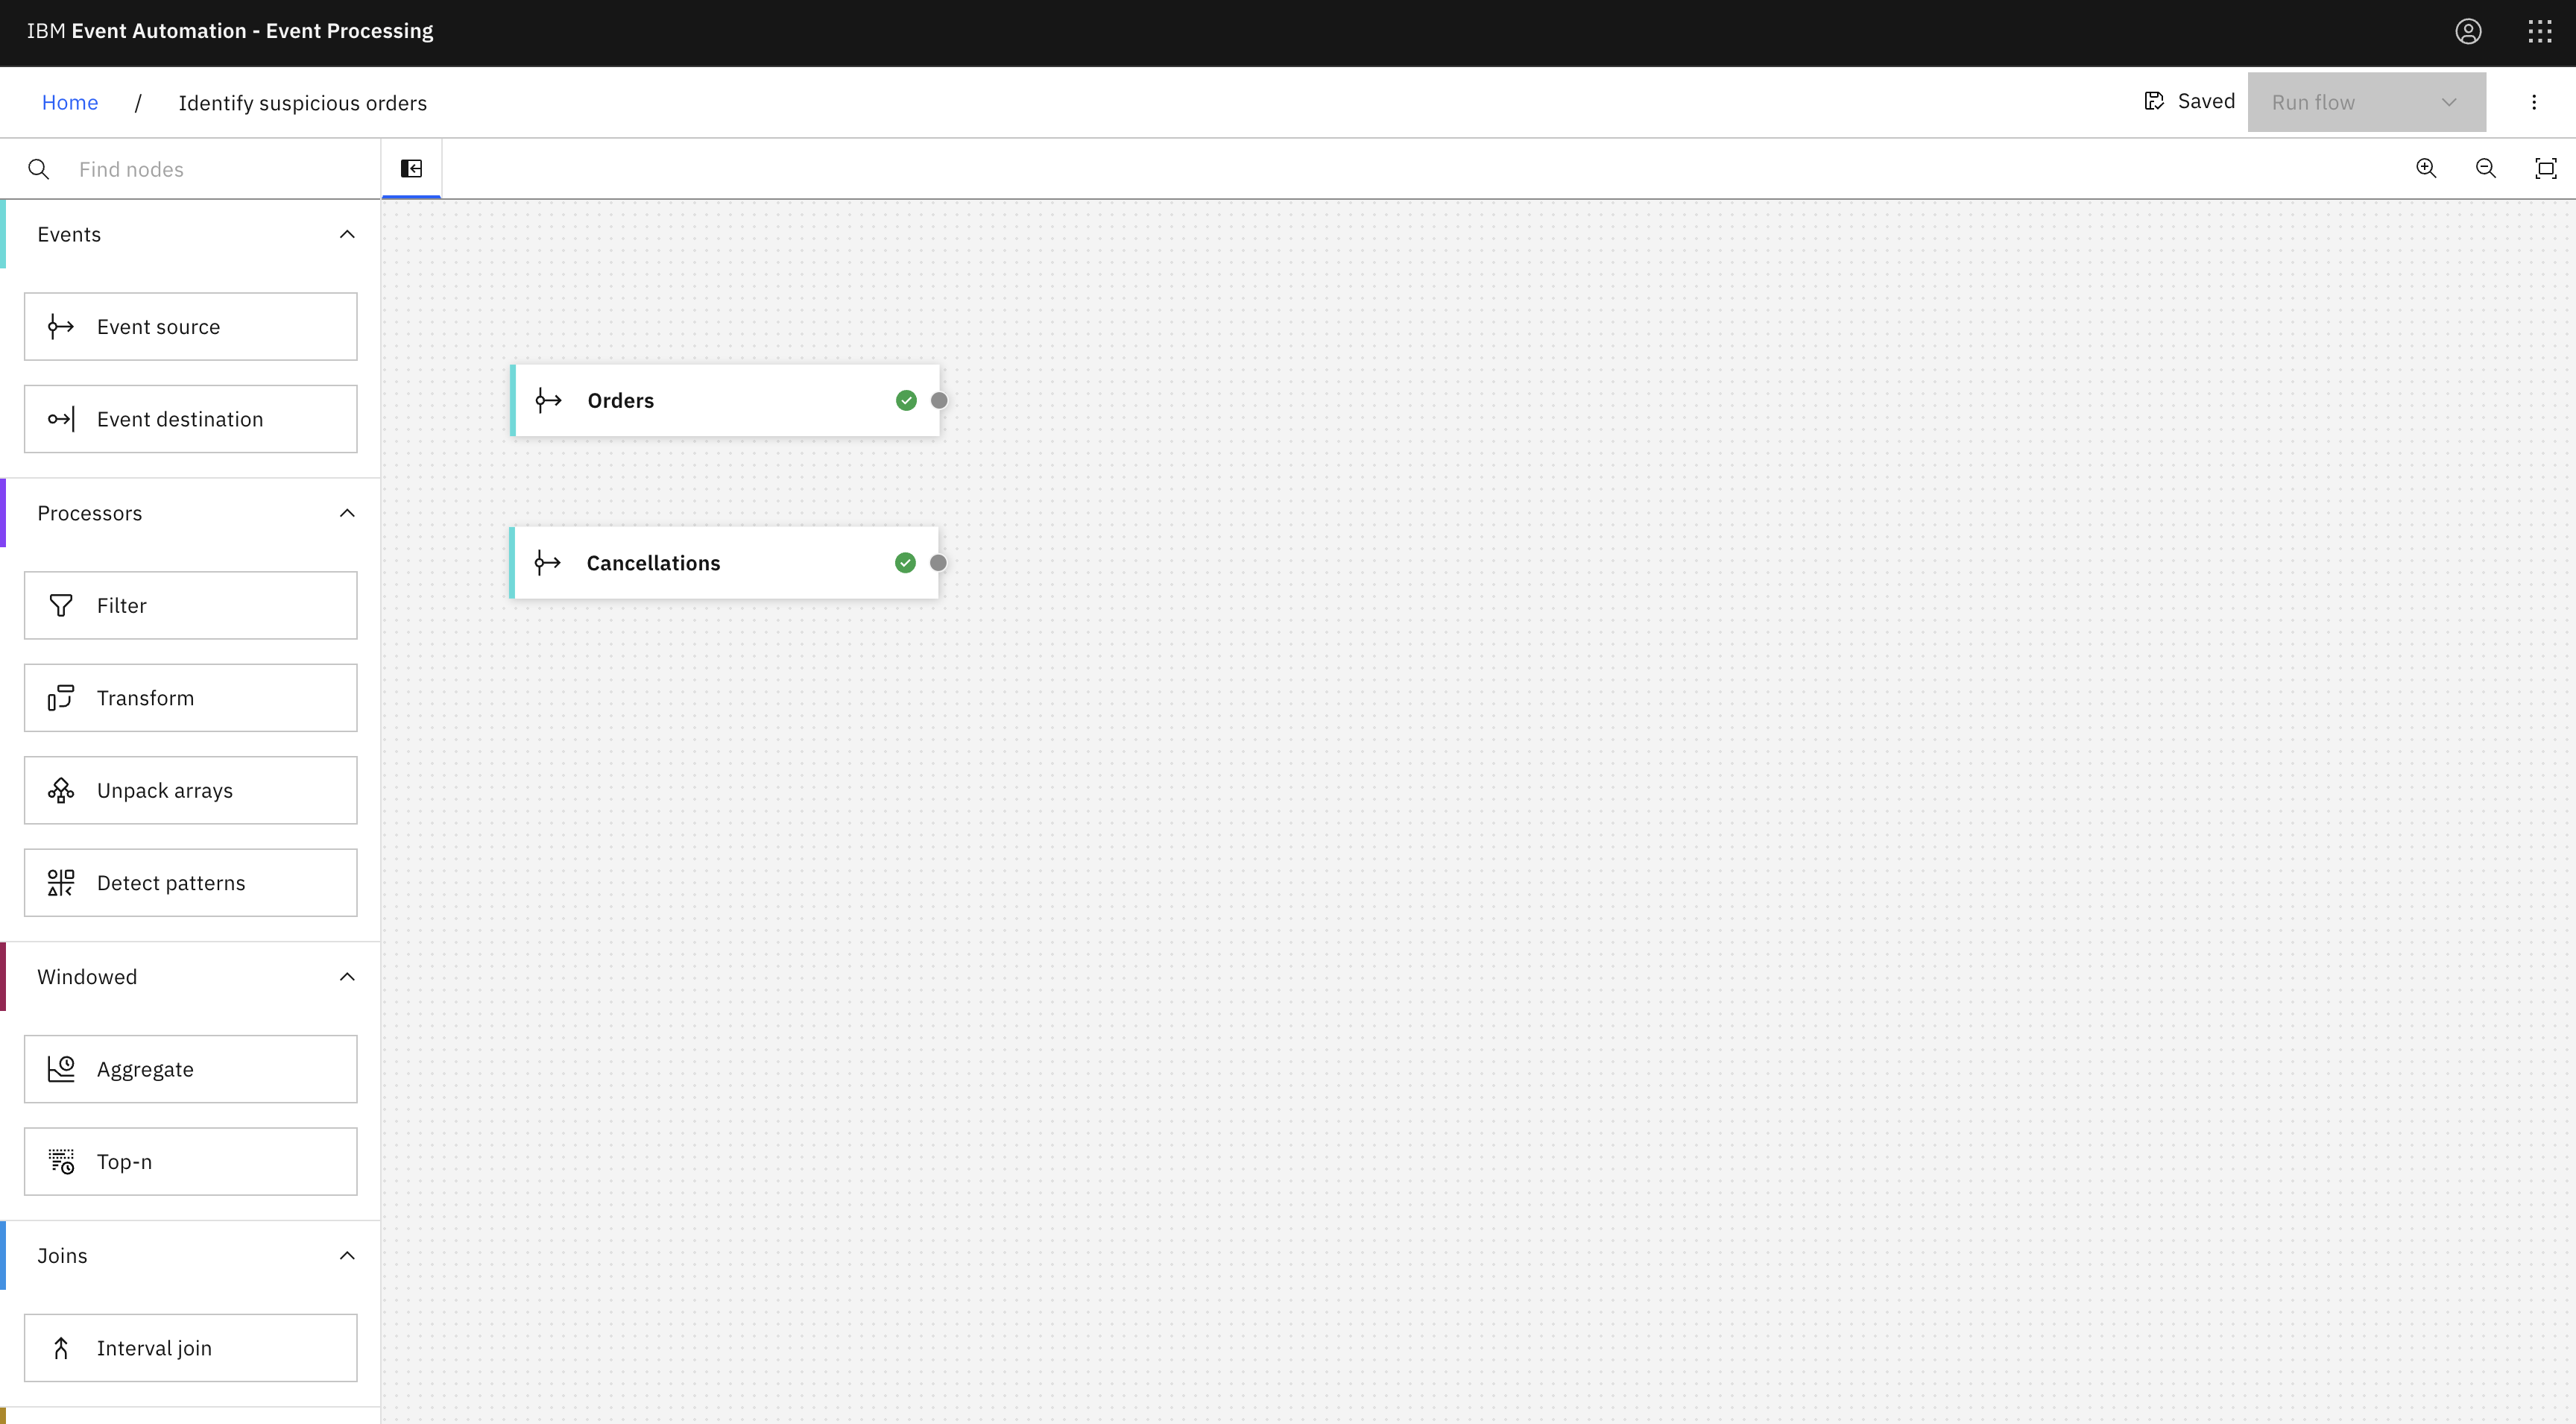 IBM Event Automation - Event Processing
Home / Identify suspicious orders
Saved
Run flow
Find nodes
Events
Event source
Event destination
Processors
Filter
Transform
Unpack arrays
Detect patterns
Windowed
Aggregate
Top-n
Joins
Interval join
Orders
Cancellations